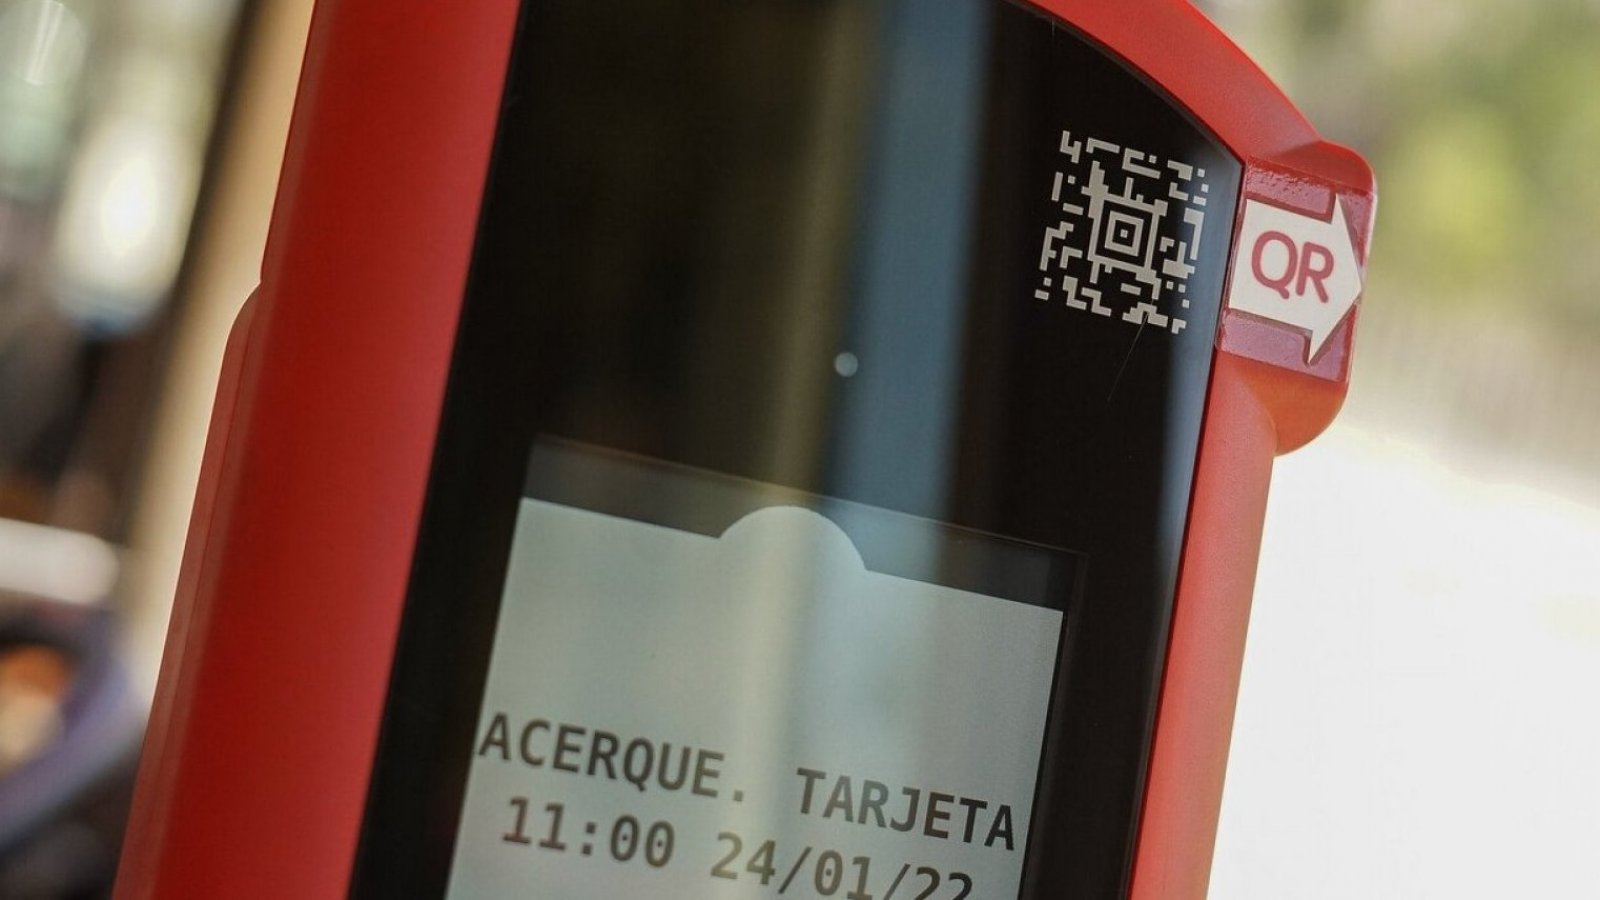 QR
ACERQUE. TARJETA
11:00 24/01/22